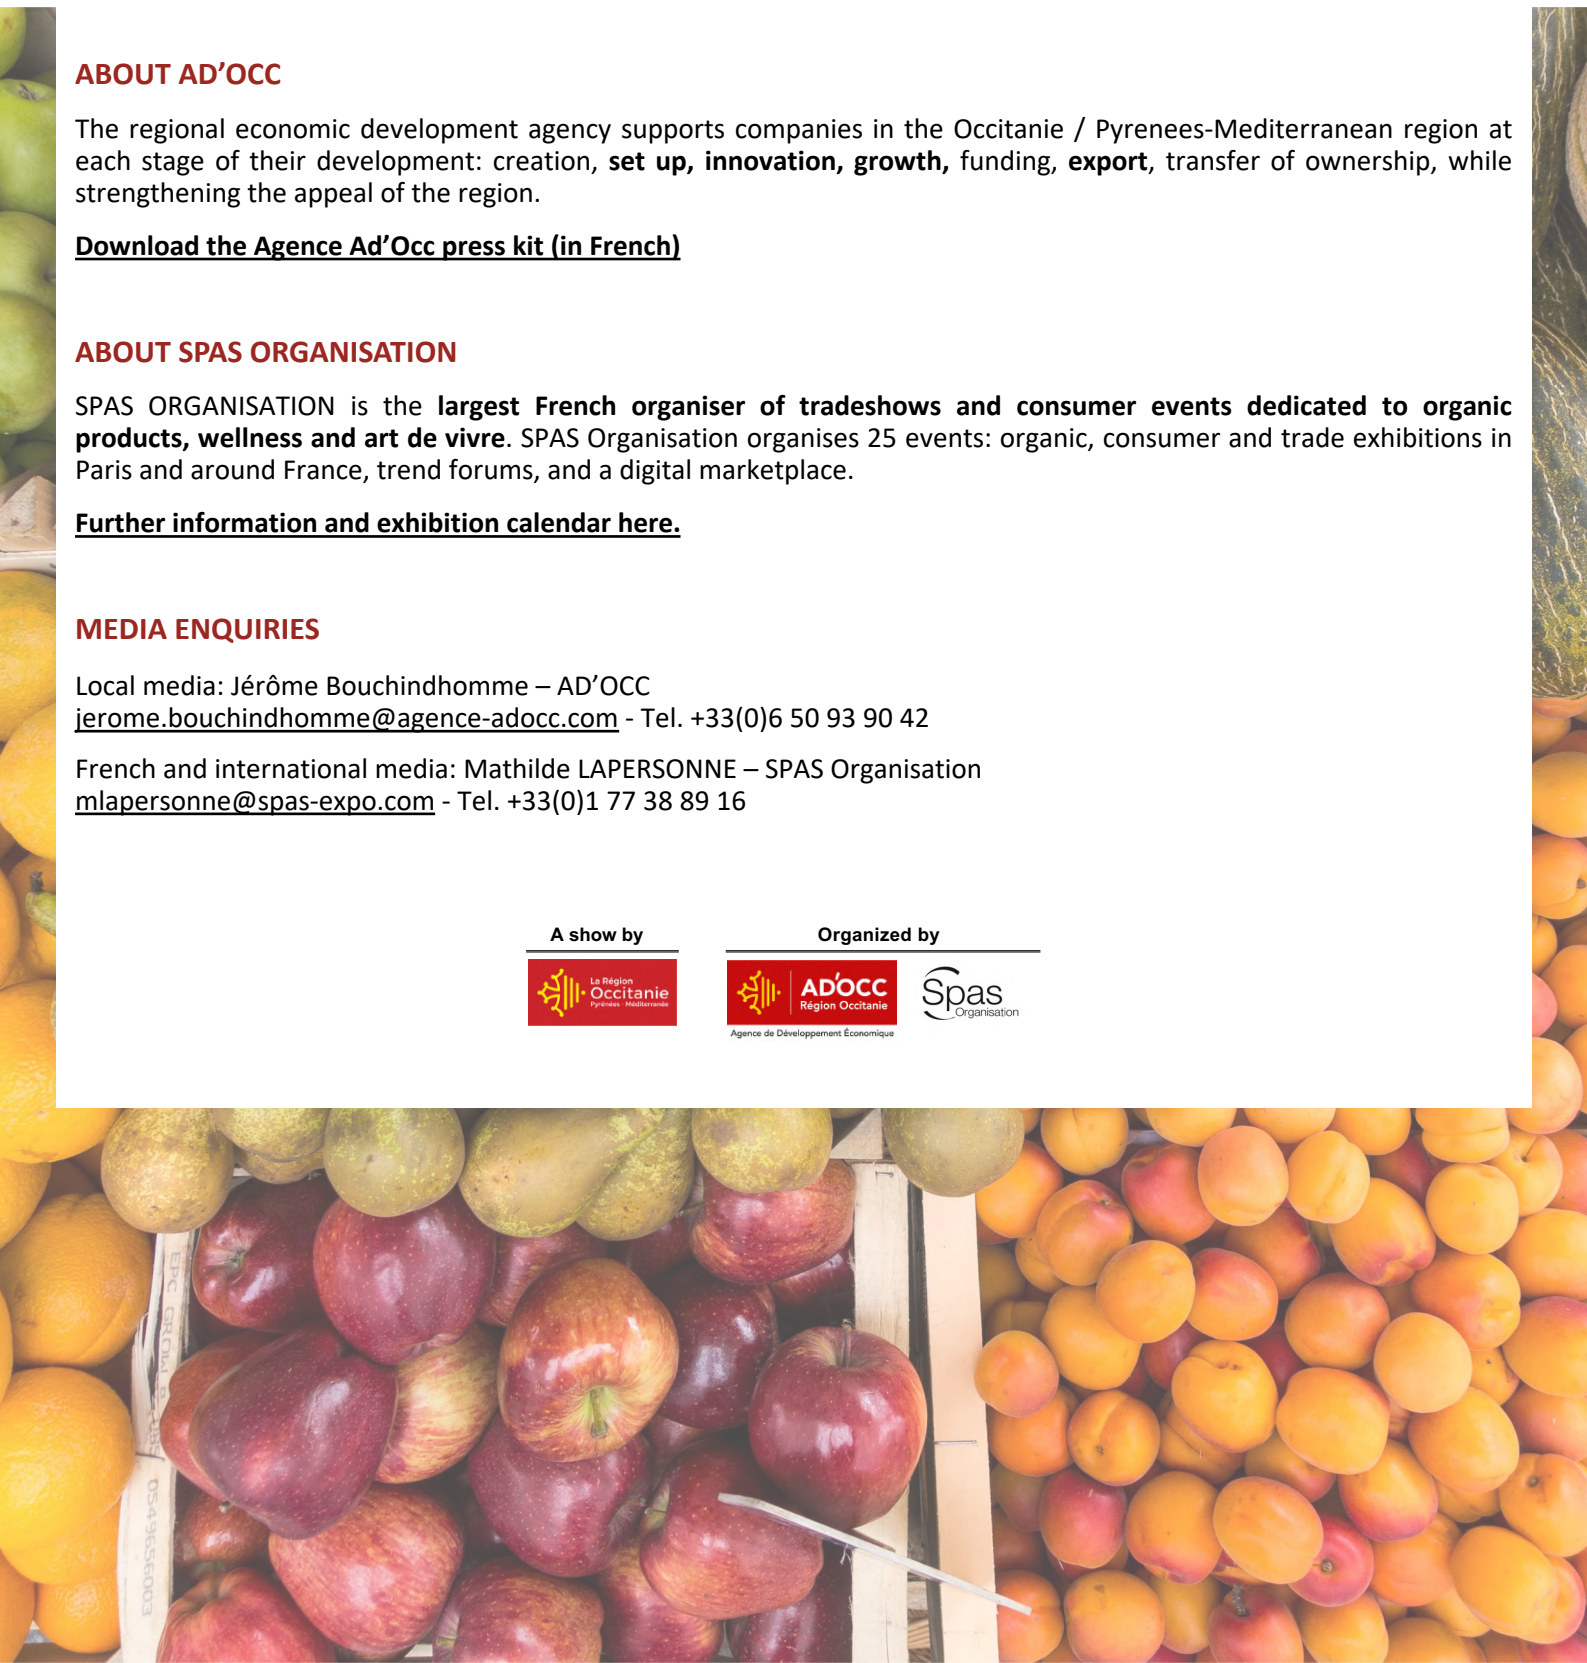 ABOUT AD’OCC
The regional economic development agency supports companies in the Occitanie / Pyrenees-Mediterranean region at
each stage of their development: creation, set up, innovation, growth, funding, export, transfer of ownership, while
strengthening the appeal of the region.
Download the Agence Ad’Occ press kit (in French)
ABOUT SPAS ORGANISATION
SPAS ORGANISATION is the largest French organiser of tradeshows and consumer events dedicated to organic
products, wellness and art de vivre. SPAS Organisation organises 25 events: organic, consumer and trade exhibitions in
Paris and around France, trend forums, and a digital marketplace.
Further information and exhibition calendar here.
MEDIA ENQUIRIES
Local media: Jérôme Bouchindhomme – AD’OCC
jerome.bouchindhomme@agence-adocc.com - Tel. +33(0)6 50 93 90 42
French and international media: Mathilde LAPERSONNE – SPAS Organisation
mlapersonne@spas-expo.com - Tel. +33(0)1 77 38 89 16
A show by
Organized by
La Région
Occitanie
Pyrénées - Méditerranée
AD'OCC
Région Occitanie
Agence de Développement Économique
Spas
Organisation
EPC